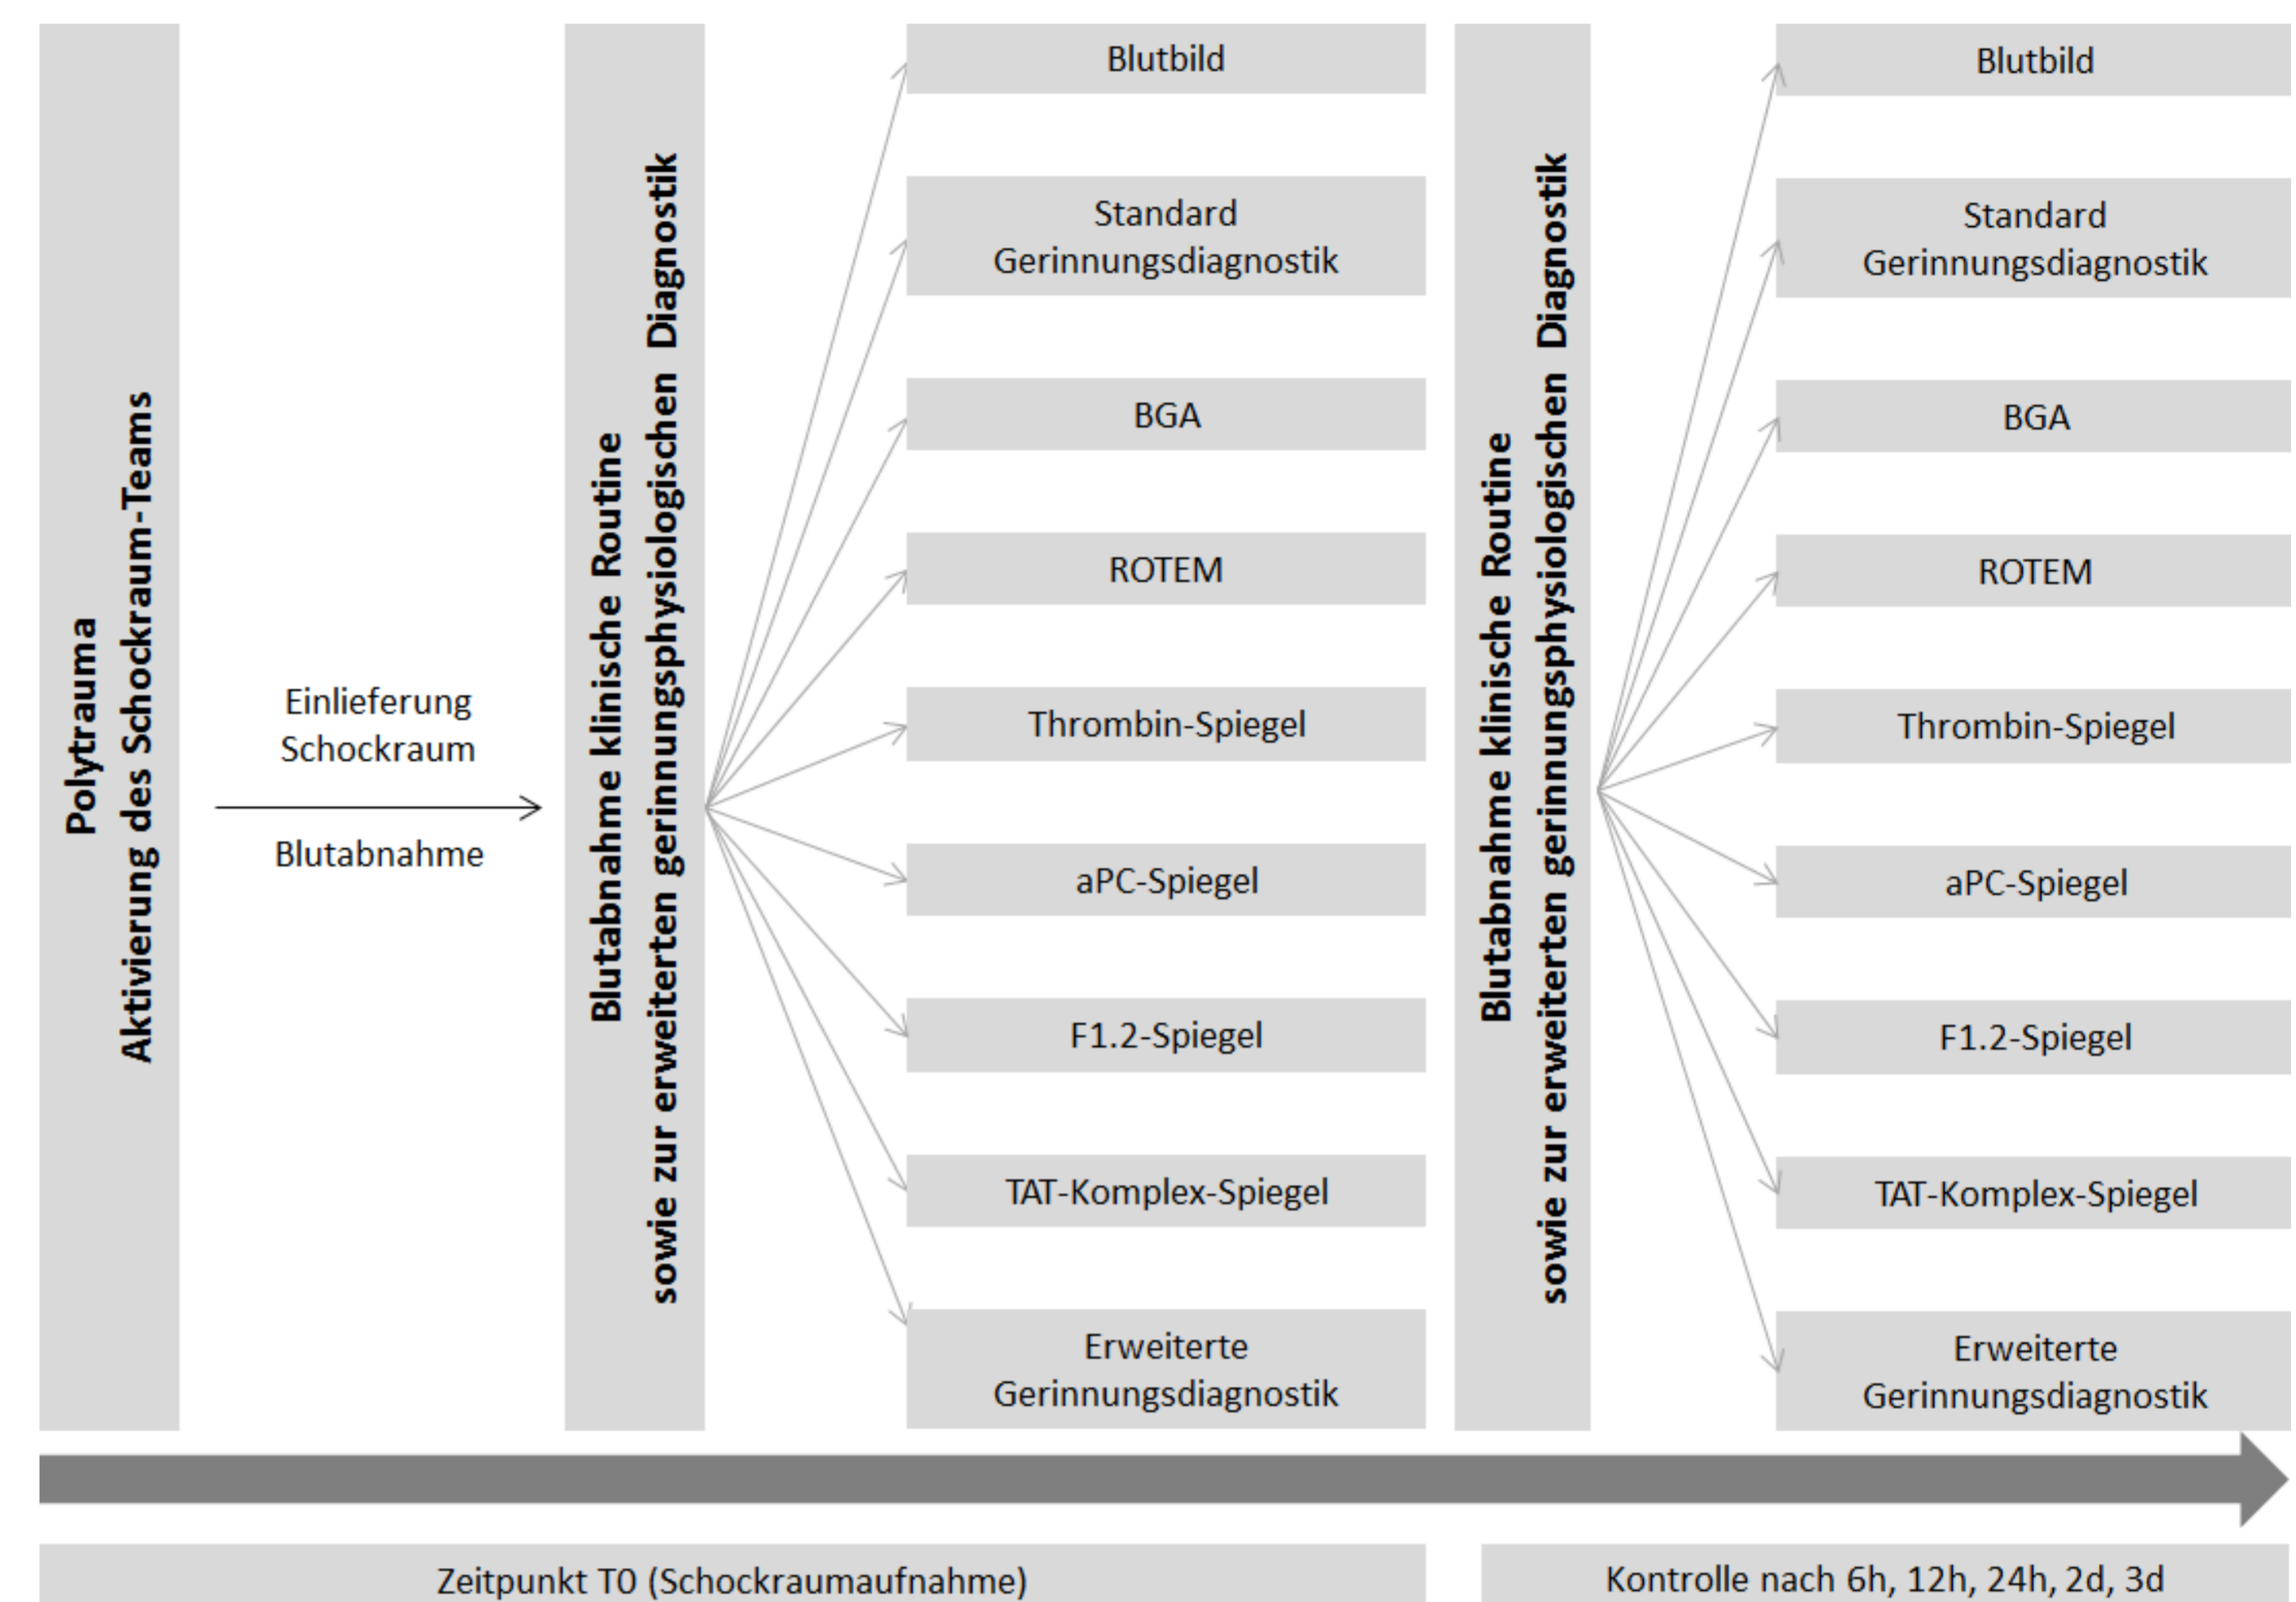 Polytrauma
Aktivierung des Schockraum-Teams
Einlieferung
Schockraum
Blutabnahme
Blutabnahme klinische Routine
sowie zur erweiterten gerinnungsphysiologischen Diagnostik
Blutbild
Standard
Gerinnungsdiagnostik
BGA
ROTEM
Thrombin-Spiegel
aPC-Spiegel
F1.2-Spiegel
TAT-Komplex-Spiegel
Erweiterte
Gerinnungsdiagnostik
Blutabnahme klinische Routine
sowie zur erweiterten gerinnungsphysiologischen Diagnostik
Blutbild
Standard
Gerinnungsdiagnostik
BGA
ROTEM
Thrombin-Spiegel
aPC-Spiegel
F1.2-Spiegel
TAT-Komplex-Spiegel
Erweiterte
Gerinnungsdiagnostik
Zeitpunkt T0 (Schockraumaufnahme)
Kontrolle nach 6h, 12h, 24h, 2d, 3d